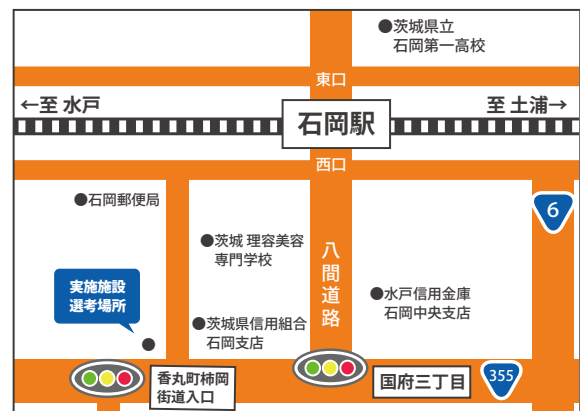 ●茨城県立
石岡第一高校
東口
←至 水戸
石岡駅
至 土浦→
西口
●石岡郵便局
6
●茨城 理容美容
専門学校
八間道路
実施施設
選考場所
●水戸信用金庫
石岡中央支店
●茨城県信用組合
石岡支店
香丸町柿岡
街道入口
国府三丁目
355